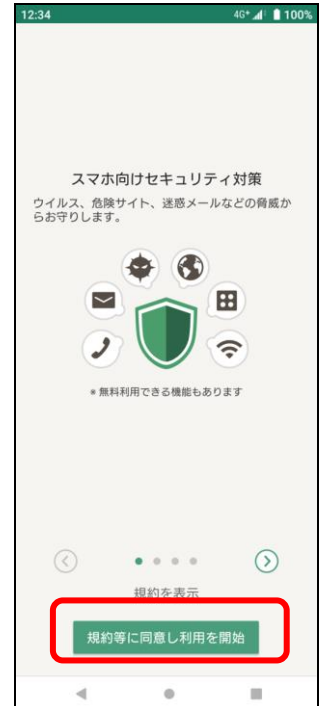 12:34 4G+ 100%
スマホ向けセキュリティ対策
ウイルス、危険サイト、迷惑メールなどの脅威か
らお守りします。
* 無料利用できる機能もあります
規約を表示
規約等に同意し利用を開始